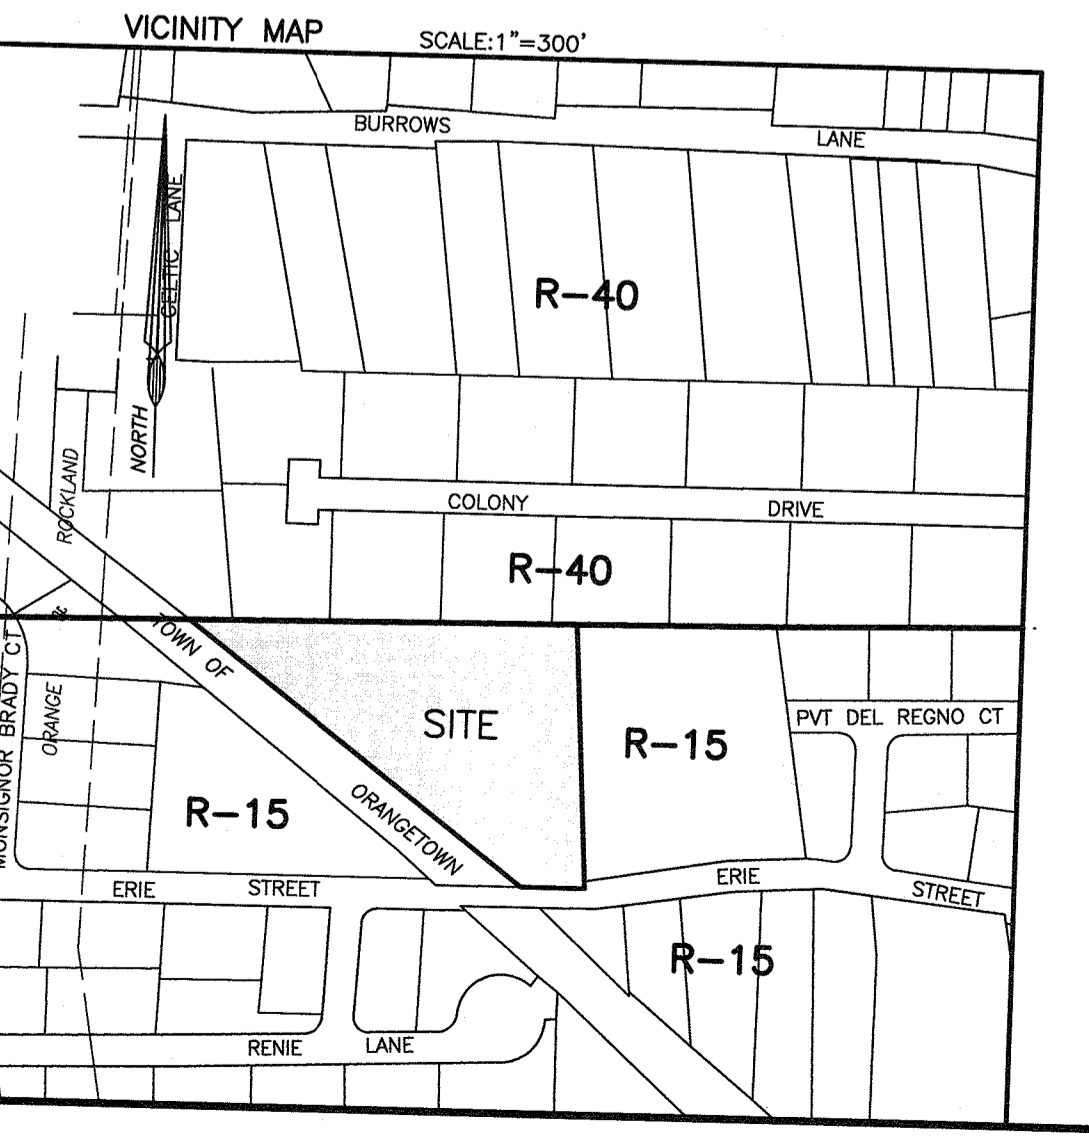 VICINITY MAP
SCALE: 1"=300'
BURROWS
LANE
CELTIC LANE
R-40
NORTH
ROCKLAND
COLONY
DRIVE
R-40
&
TOWN OF
MONSIGNOR BRADY CT
ORANGE
SITE
PVT DEL REGNO CT
R-15
R-15
ORANGETOWN
ERIE
STREET
ERIE
STREET
R-15
RENIE
LANE